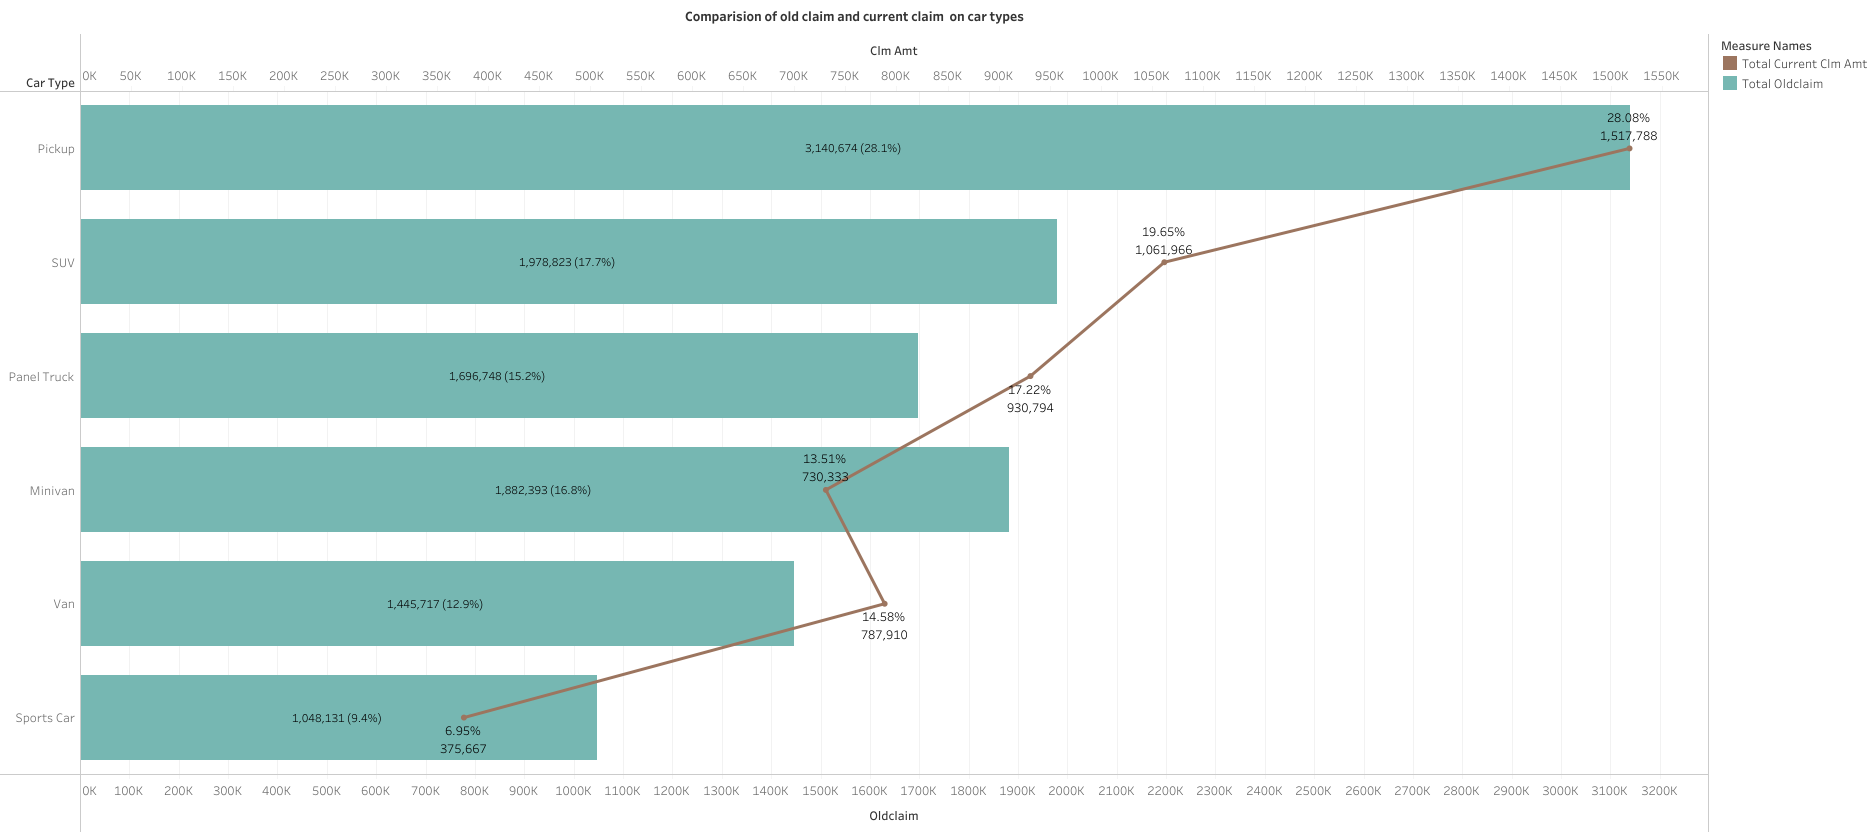 Comparision of old claim and current claim  on car types
Clm Amt
Car Type
0K 50K 100K 150K 200K 250K 300K 350K 400K 450K 500K 550K 600K 650K 700K 750K 800K 850K 900K 950K 1000K 1050K 1100K 1150K 1200K 1250K 1300K 1350K 1400K 1450K 1500K 1550K
Measure Names
Total Current Clm Amt
Total Oldclaim
Pickup
3,140,674 (28.1%)
28.08%
1,517,788
SUV
1,978,823 (17.7%)
19.65%
1,061,966
Panel Truck
1,696,748 (15.2%)
17.22%
930,794
Minivan
1,882,393 (16.8%)
13.51%
730,333
Van
1,445,717 (12.9%)
14.58%
787,910
Sports Car
1,048,131 (9.4%)
6.95%
375,667
0K 100K 200K 300K 400K 500K 600K 700K 800K 900K 1000K 1100K 1200K 1300K 1400K 1500K 1600K 1700K 1800K 1900K 2000K 2100K 2200K 2300K 2400K 2500K 2600K 2700K 2800K 2900K 3000K 3100K 3200K
Oldclaim